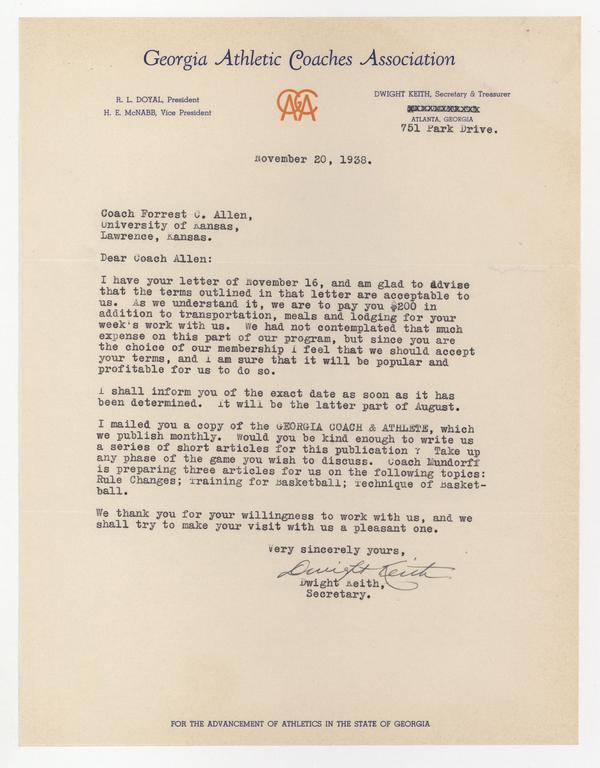 Georgia Athletic Coaches Association
R. L. DOYAL, President
H. E. McNABB, Vice President
GACA
DWIGHT KEITH, Secretary & Treasurer
ATLANTA, GEORGIA
751 Park Drive.
November 20, 1938.
Coach Forrest C. Allen,
University of Kansas,
Lawrence, Kansas.
Dear Coach Allen:
I have your letter of November 16, and am glad to advise
that the terms outlined in that letter are acceptable to
us. As we understand it, we are to pay you $200 in
addition to transportation, meals and lodging for your
week's work with us. We had not contemplated that much
expense on this part of our program, but since you are
the choice of our membership I feel that we should accept
your terms, and I am sure that it will be popular and
profitable for us to do so.
I shall inform you of the exact date as soon as it has
been determined. It will be the latter part of August.
I mailed you a copy of the GEORGIA COACH & ATHLETE, which
we publish monthly. Would you be kind enough to write us
a series of short articles for this publication ? Take up
any phase of the game you wish to discuss. Coach Mundorff
is preparing three articles for us on the following topics:
Rule Changes; Training for Basketball; Technique of Basket-
ball.
We thank you for your willingness to work with us, and we
shall try to make your visit with us a pleasant one.
Very sincerely yours,
Dwight Keith
Dwight Keith,
Secretary.
FOR THE ADVANCEMENT OF ATHLETICS IN THE STATE OF GEORGIA